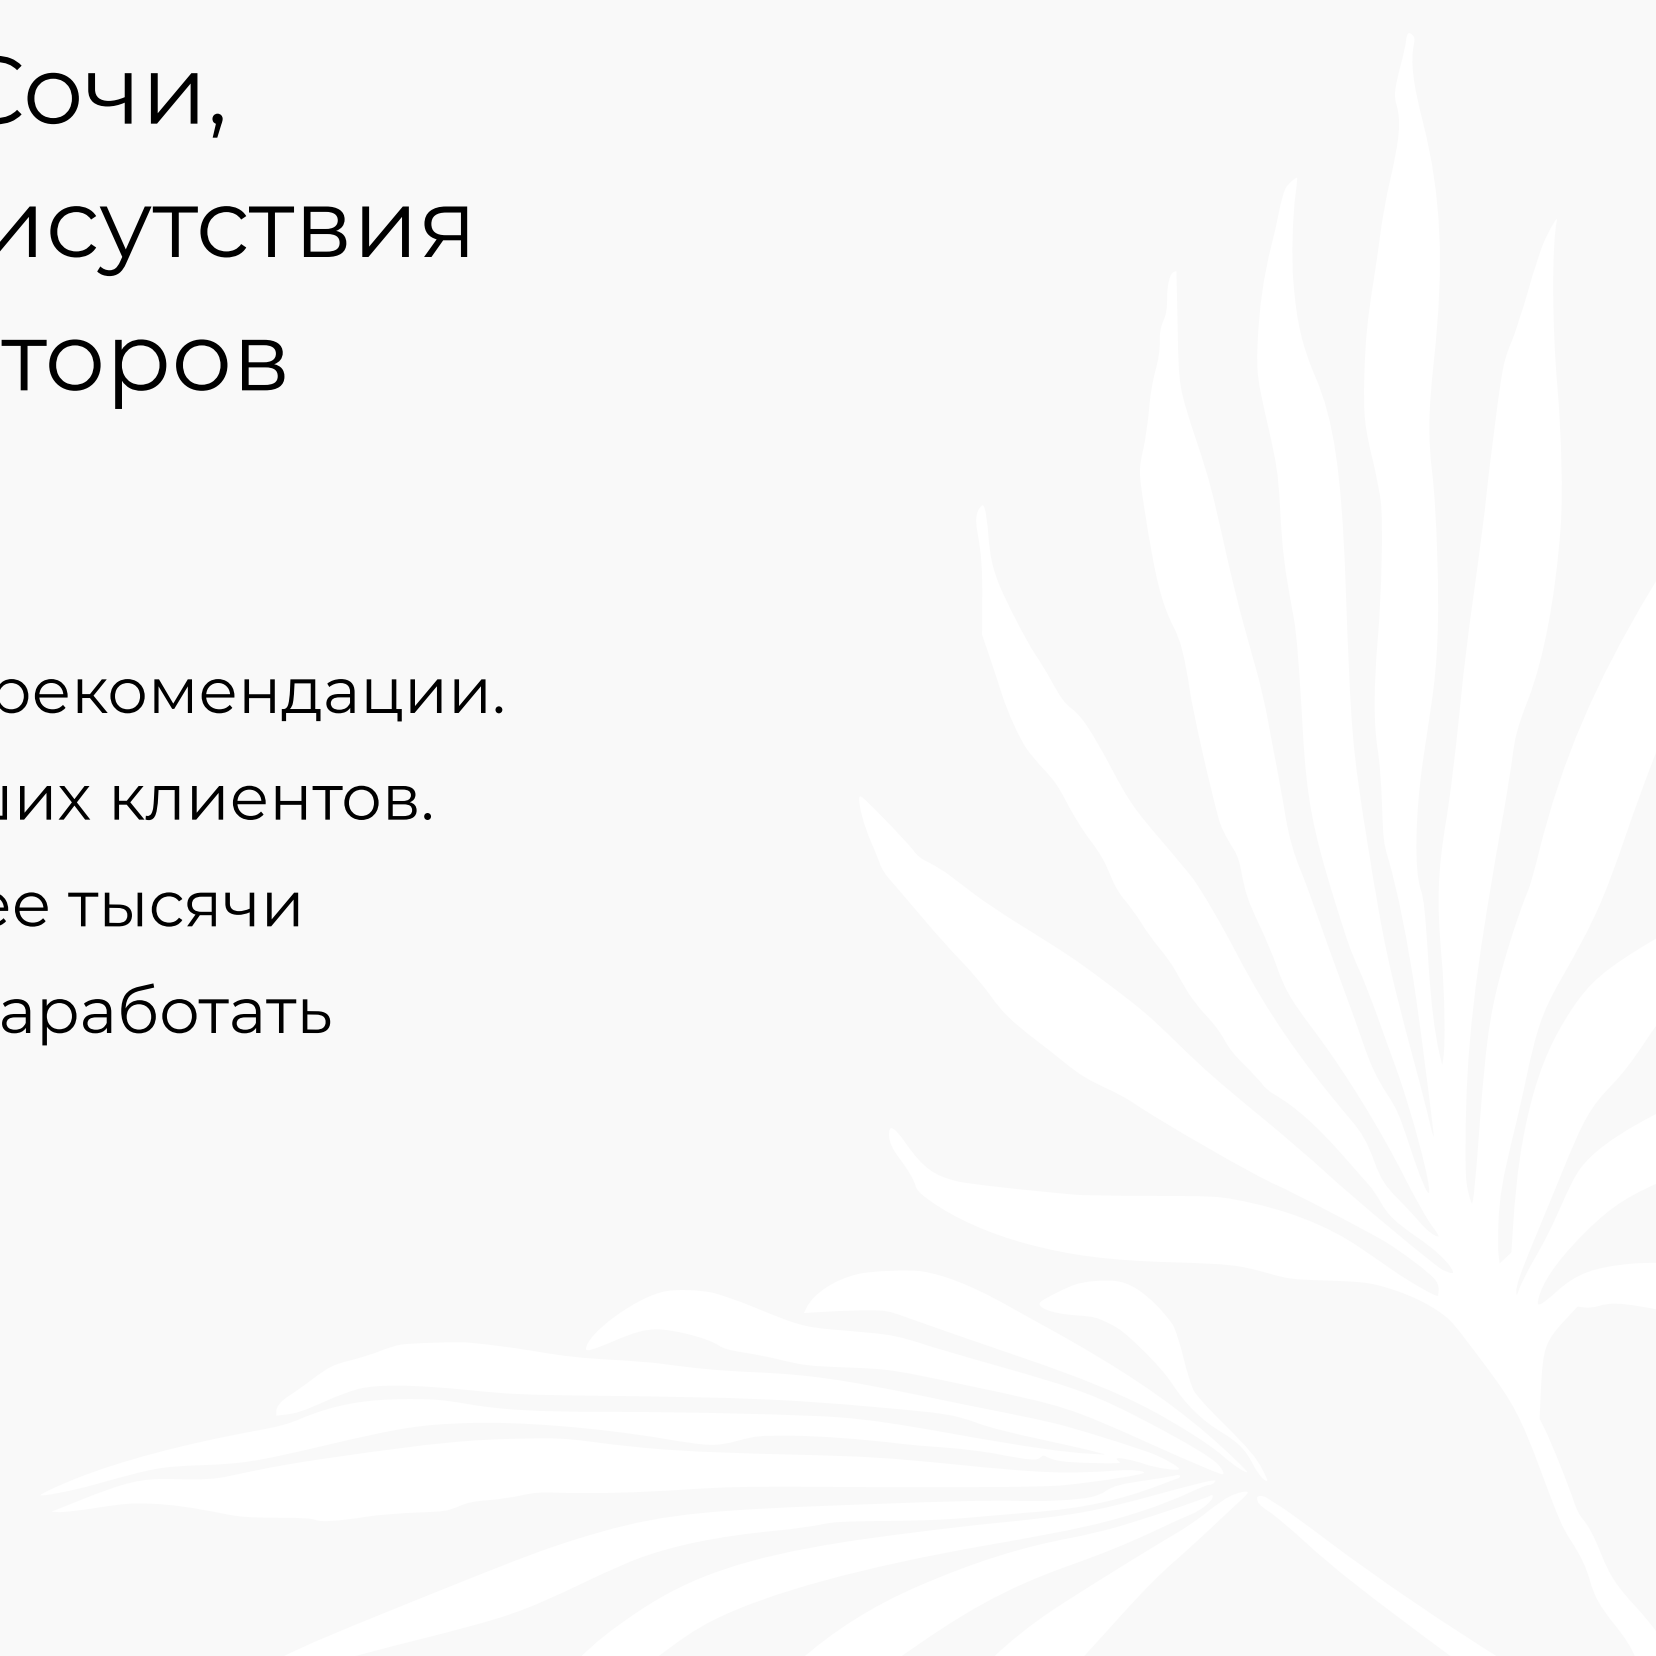 Сочи,
исутствия
торов
рекомендации.
ших клиентов.
ее тысячи
аработать